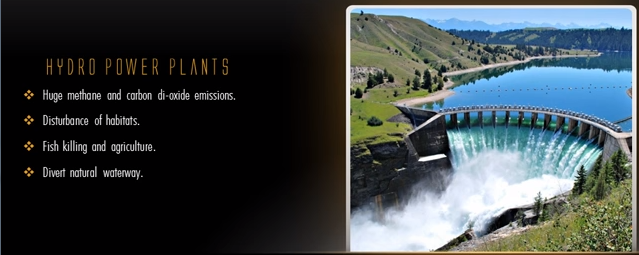 HYDRO POWER PLANTS
Huge methane and carbon di-oxide emissions.
Disturbance of habitats.
Fish killing and agriculture.
Divert natural waterway.